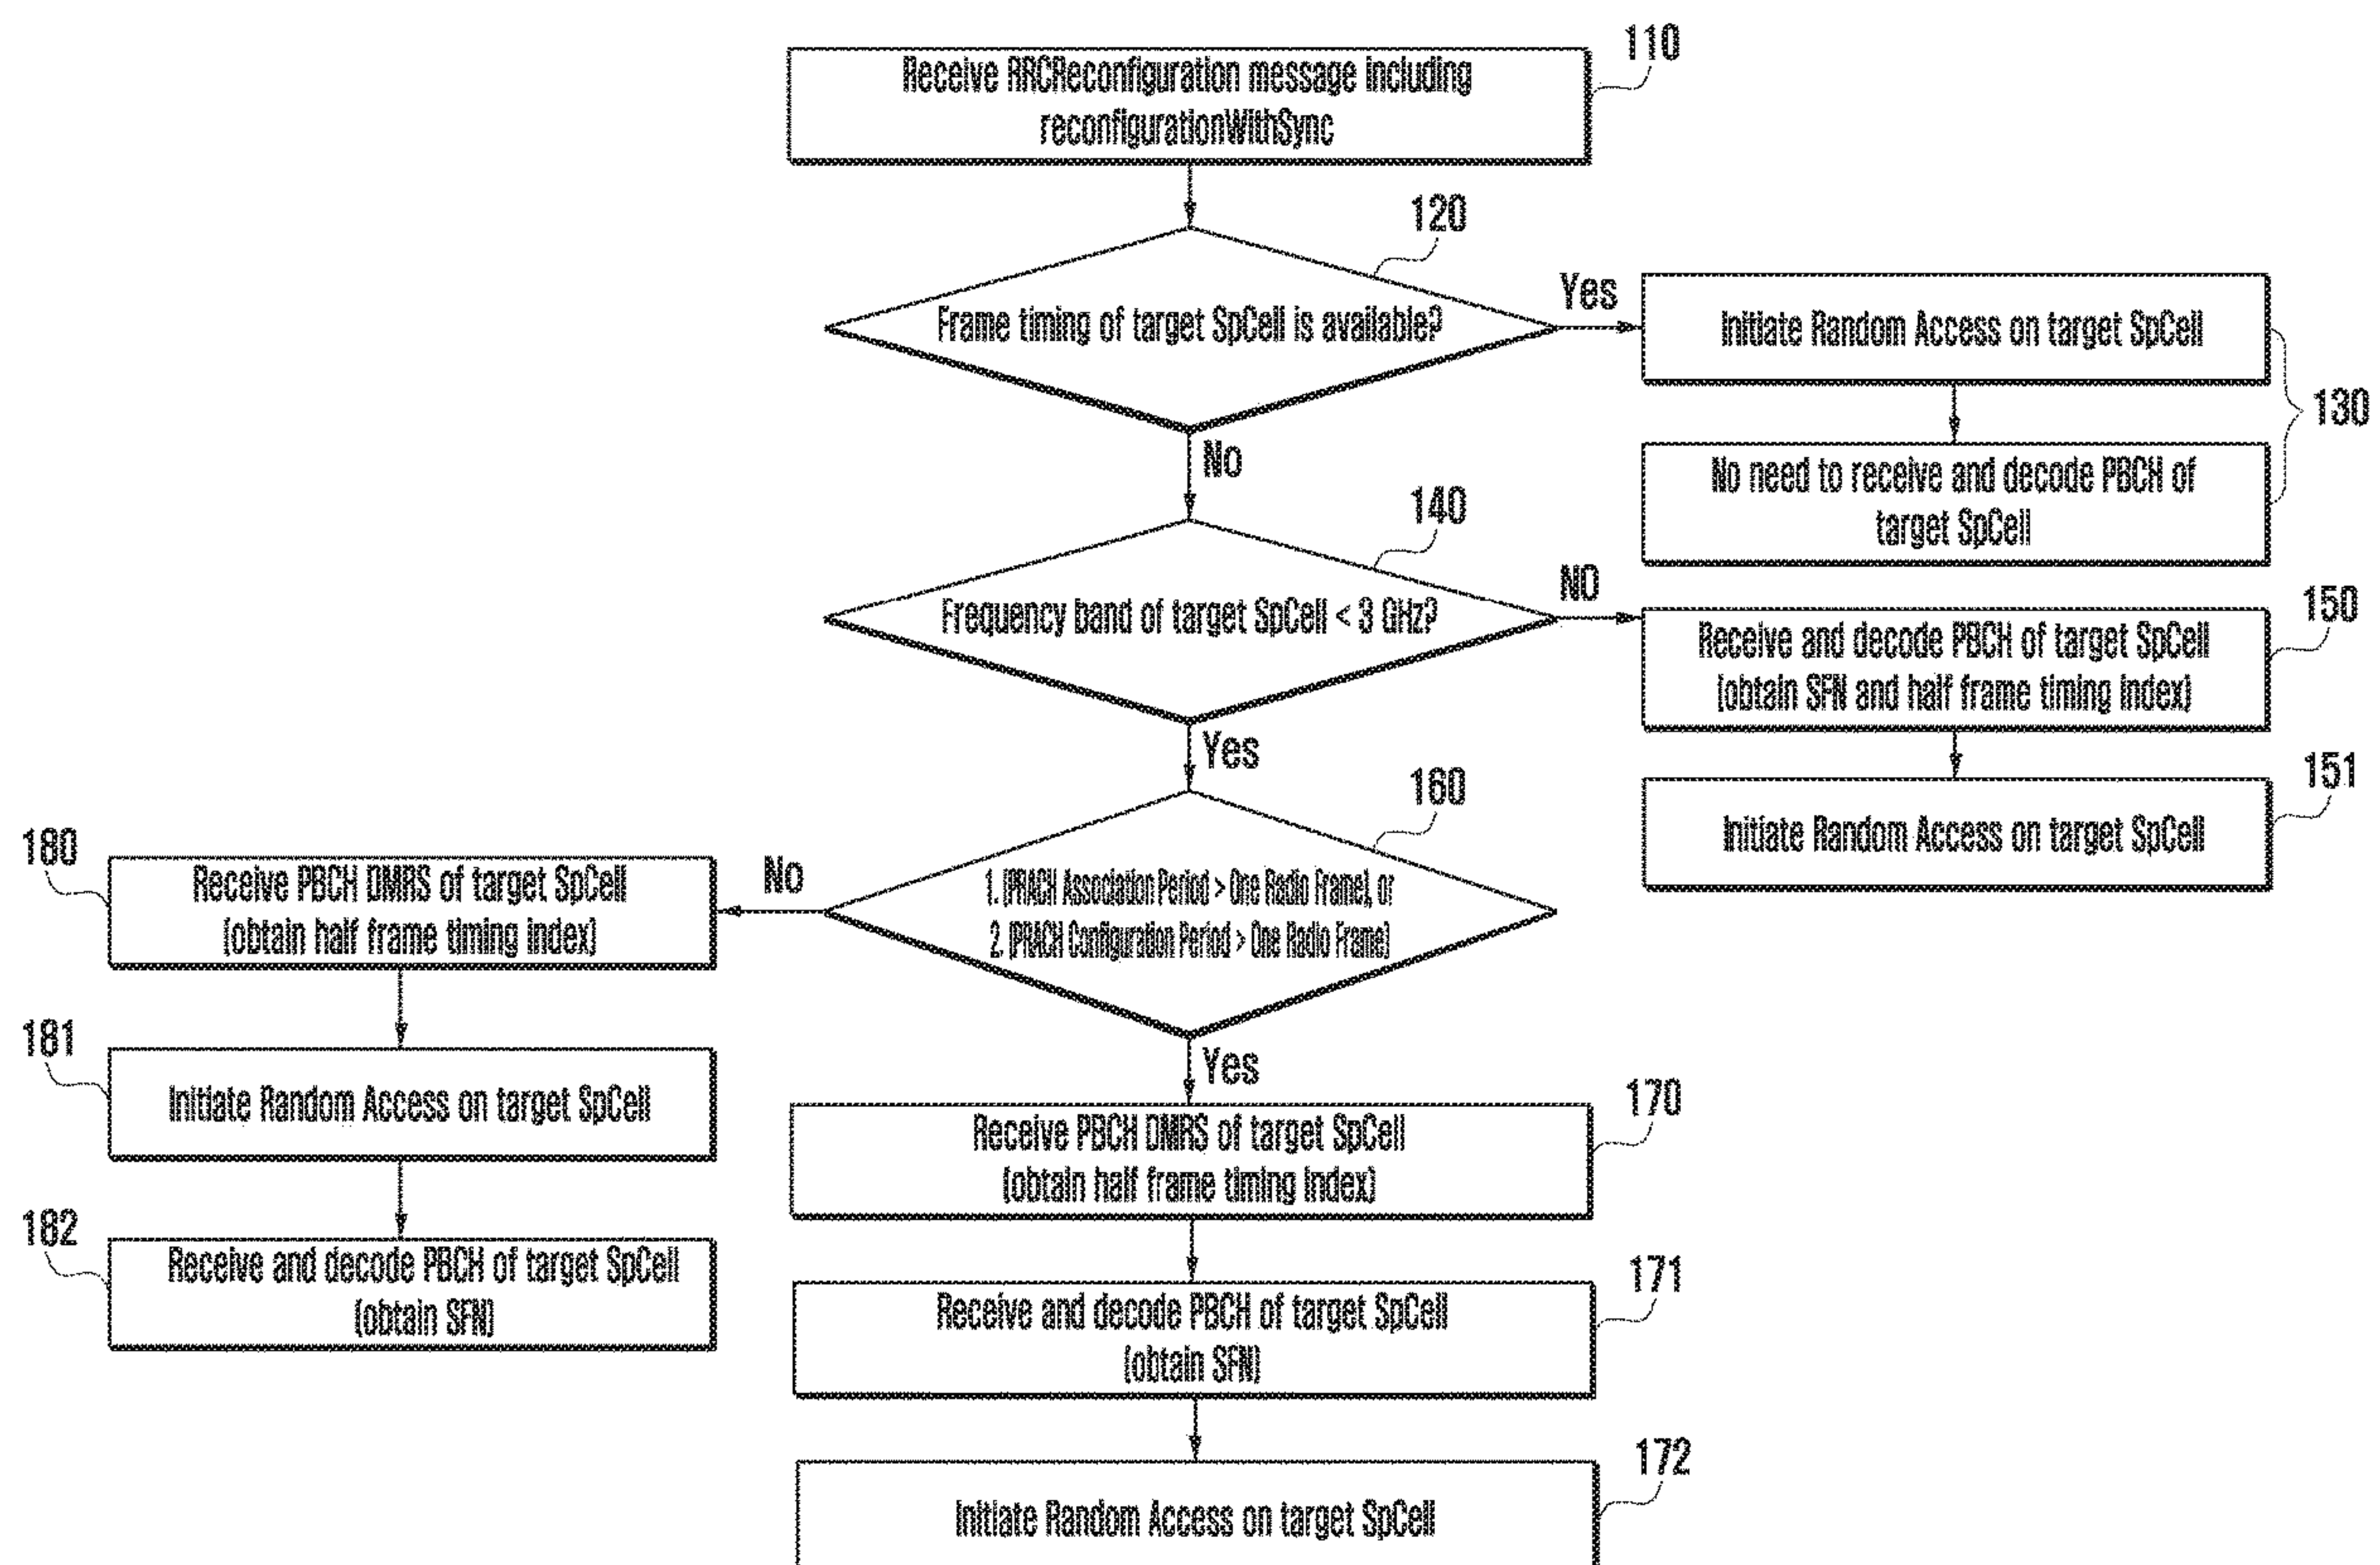 110
Receive RRCReconfiguration message including
reconfigurationWithSync
120
Frame timing of target SpCell is available?
Yes
Initiate Random Access on target SpCell
130
No need to receive and decode PBCH of
target SpCell
No
140
Frequency band of target SpCell < 3 GHz?
NO
150
Receive and decode PBCH of target SpCell
(obtain SFN and half frame timing index)
Yes
151
Initiate Random Access on target SpCell
160
1. (PRACH Association Period > One Radio Frame), or
2. (PRACH Configuration Period > One Radio Frame)
No
180
Receive PBCH DMRS of target SpCell
(obtain half frame timing index)
181
Initiate Random Access on target SpCell
182
Receive and decode PBCH of target SpCell
(obtain SFN)
Yes
170
Receive PBCH DMRS of target SpCell
(obtain half frame timing index)
171
Receive and decode PBCH of target SpCell
(obtain SFN)
172
Initiate Random Access on target SpCell